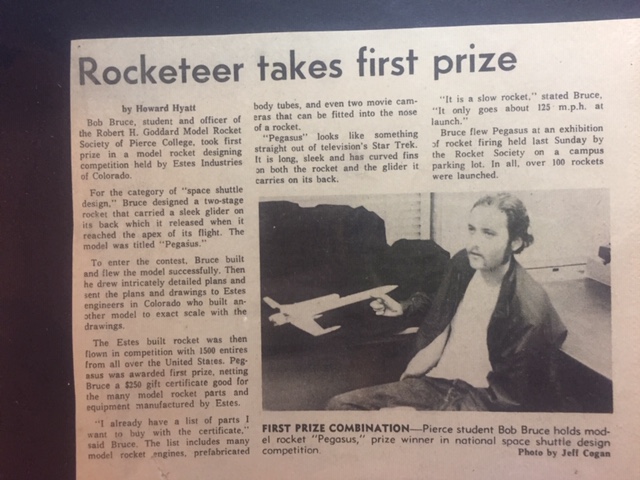 Rocketeer takes first prize
by Howard Hyatt
Bob Bruce, student and officer of
the Robert H. Goddard Model Rocket
Society of Pierce College, took first
prize in a model rocket designing
competition held by Estes Industries
of Colorado.
For the category of "space shuttle
design," Bruce designed a two-stage
rocket that carried a sleek glider on
its back which it released when it
reached the apex of its flight. The
model was titled "Pegasus."
To enter the contest, Bruce built
and flew the model successfully. Then
he drew intricately detailed plans and
sent the plans and drawings to Estes
engineers in Colorado who built an-
other model to exact scale with the
drawings.
The Estes built rocket was then
flown in competition with 1500 entires
from all over the United States. Peg-
asus was awarded first prize, netting
Bruce a $250 gift certificate good for
the many model rocket parts and
equipment manufactured by Estes.
"I already have a list of parts I
want to buy with the certificate,"
said Bruce. The list includes many
model rocket engines, prefabricated
body tubes, and even two movie cam-
eras that can be fitted into the nose
of a rocket.
"Pegasus" looks like something
straight out of television's Star Trek.
It is long, sleek and has curved fins
on both the rocket and the glider it
carries on its back.
"It is a slow rocket," stated Bruce,
"It only goes about 125 m.p.h. at
launch."
Bruce flew Pegasus at an exhibition
of rocket firing held last Sunday by
the Rocket Society on a campus
parking lot. In all, over 100 rockets
were launched.
FIRST PRIZE COMBINATION—Pierce student Bob Bruce holds mod-
el rocket "Pegasus," prize winner in national space shuttle design
competition.
Photo by Jeff Cogan